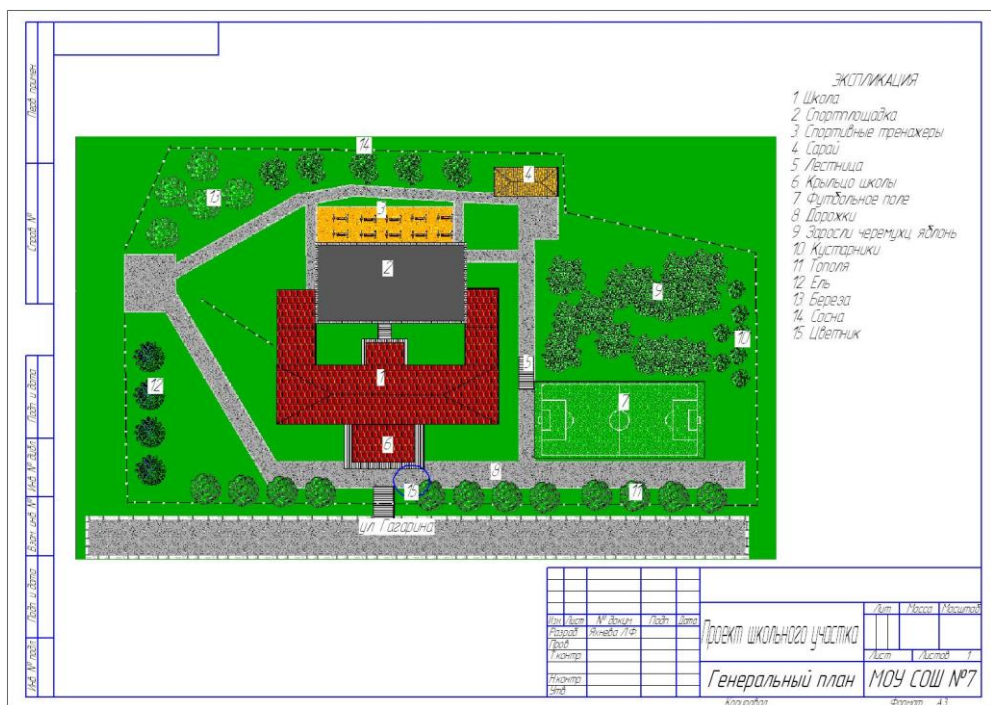 ЭКСПЛИКАЦИЯ
1 Школа
2 Спортплощадка
3 Спортивные тренажеры
4 Сарай
5 Лестница
6 Крыльцо школы
7 Футбольное поле
8 Дорожки
9 Заросли черемухи, яблонь
10 Кустарники
11 Тополя
12 Ель
13 Береза
14 Сосна
15 Цветник
14
13
4
3
2
9
10
5
1
12
7
6
8
15
11
ул Гагарина
Перв. примен
Справ. №
Подп. и дата
Инв. № дубл.
Взам. инв. №
Подп. и дата
Инв. № подл.
Изм Лист № докум Подп Дата
Разраб
Пров
Т.контр
Н.контр
Утв
Проект школьного участка
Генеральный план
Лит Масса Масштаб
Лист Листов 1
МОУ СОШ №7
Копировал Формат А3